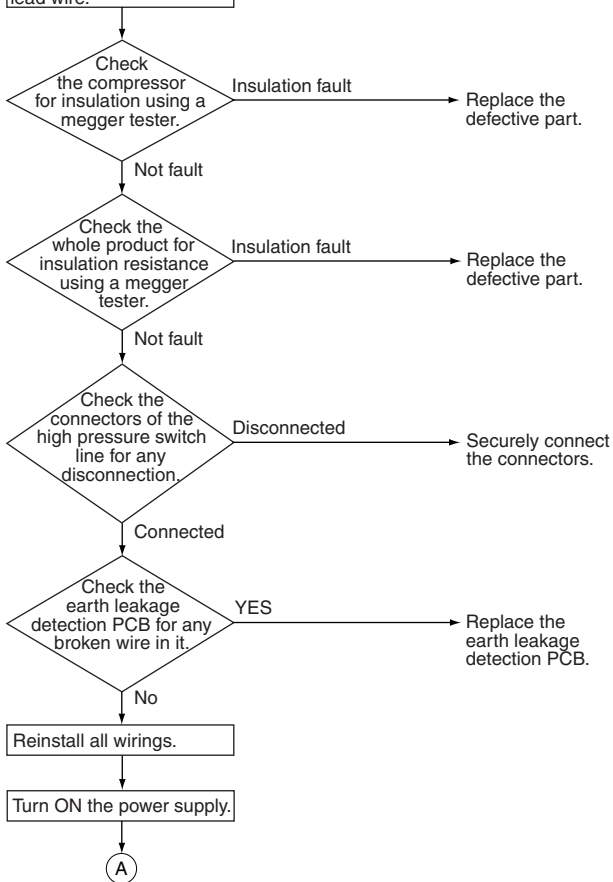 lead wire.
Check
the compressor
for insulation using a
megger tester.
Insulation fault
Replace the
defective part.
Not fault
Check the
whole product for
insulation resistance
using a megger
tester.
Insulation fault
Replace the
defective part.
Not fault
Check the
connectors of the
high pressure switch
line for any
disconnection.
Disconnected
Securely connect
the connectors.
Connected
Check the
earth leakage
detection PCB for any
broken wire in it.
YES
Replace the
earth leakage
detection PCB.
No
Reinstall all wirings.
Turn ON the power supply.
A